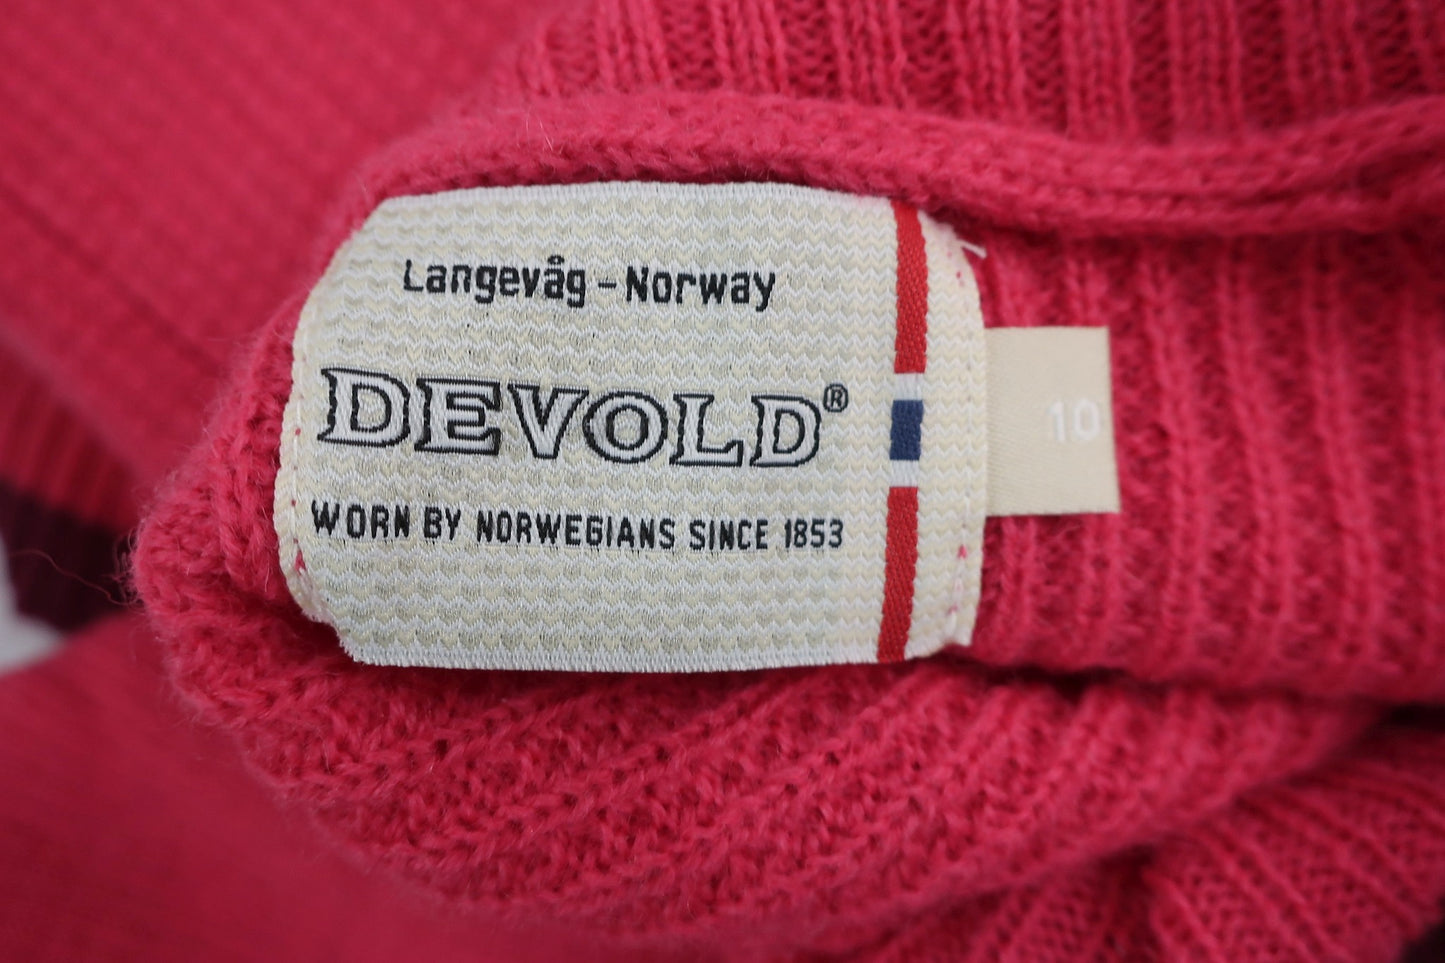 Langevåg - Norway
DEVOLD®
WORN BY NORWEGIANS SINCE 1853
10